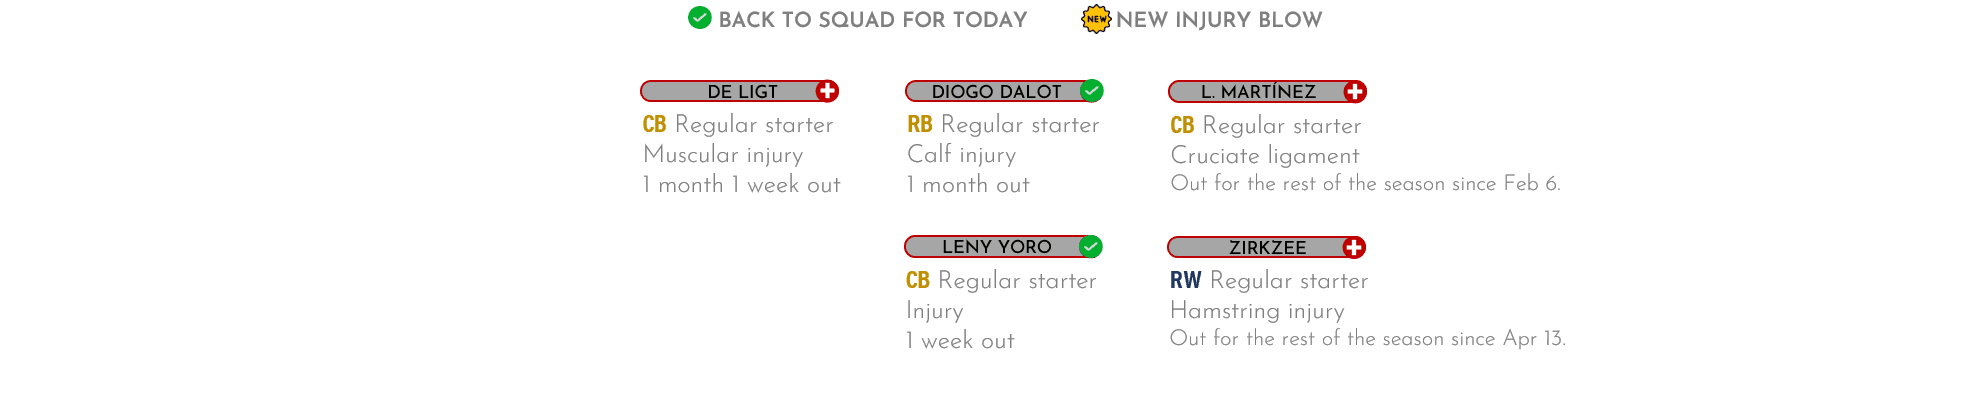 BACK TO SQUAD FOR TODAY
NEW NEW INJURY BLOW
DE LIGT
CB Regular starter
Muscular injury
1 month 1 week out
DIOGO DALOT
RB Regular starter
Calf injury
1 month out
L. MARTÍNEZ
CB Regular starter
Cruciate ligament
Out for the rest of the season since Feb 6.
LENY YORO
CB Regular starter
Injury
1 week out
ZIRKZEE
RW Regular starter
Hamstring injury
Out for the rest of the season since Apr 13.